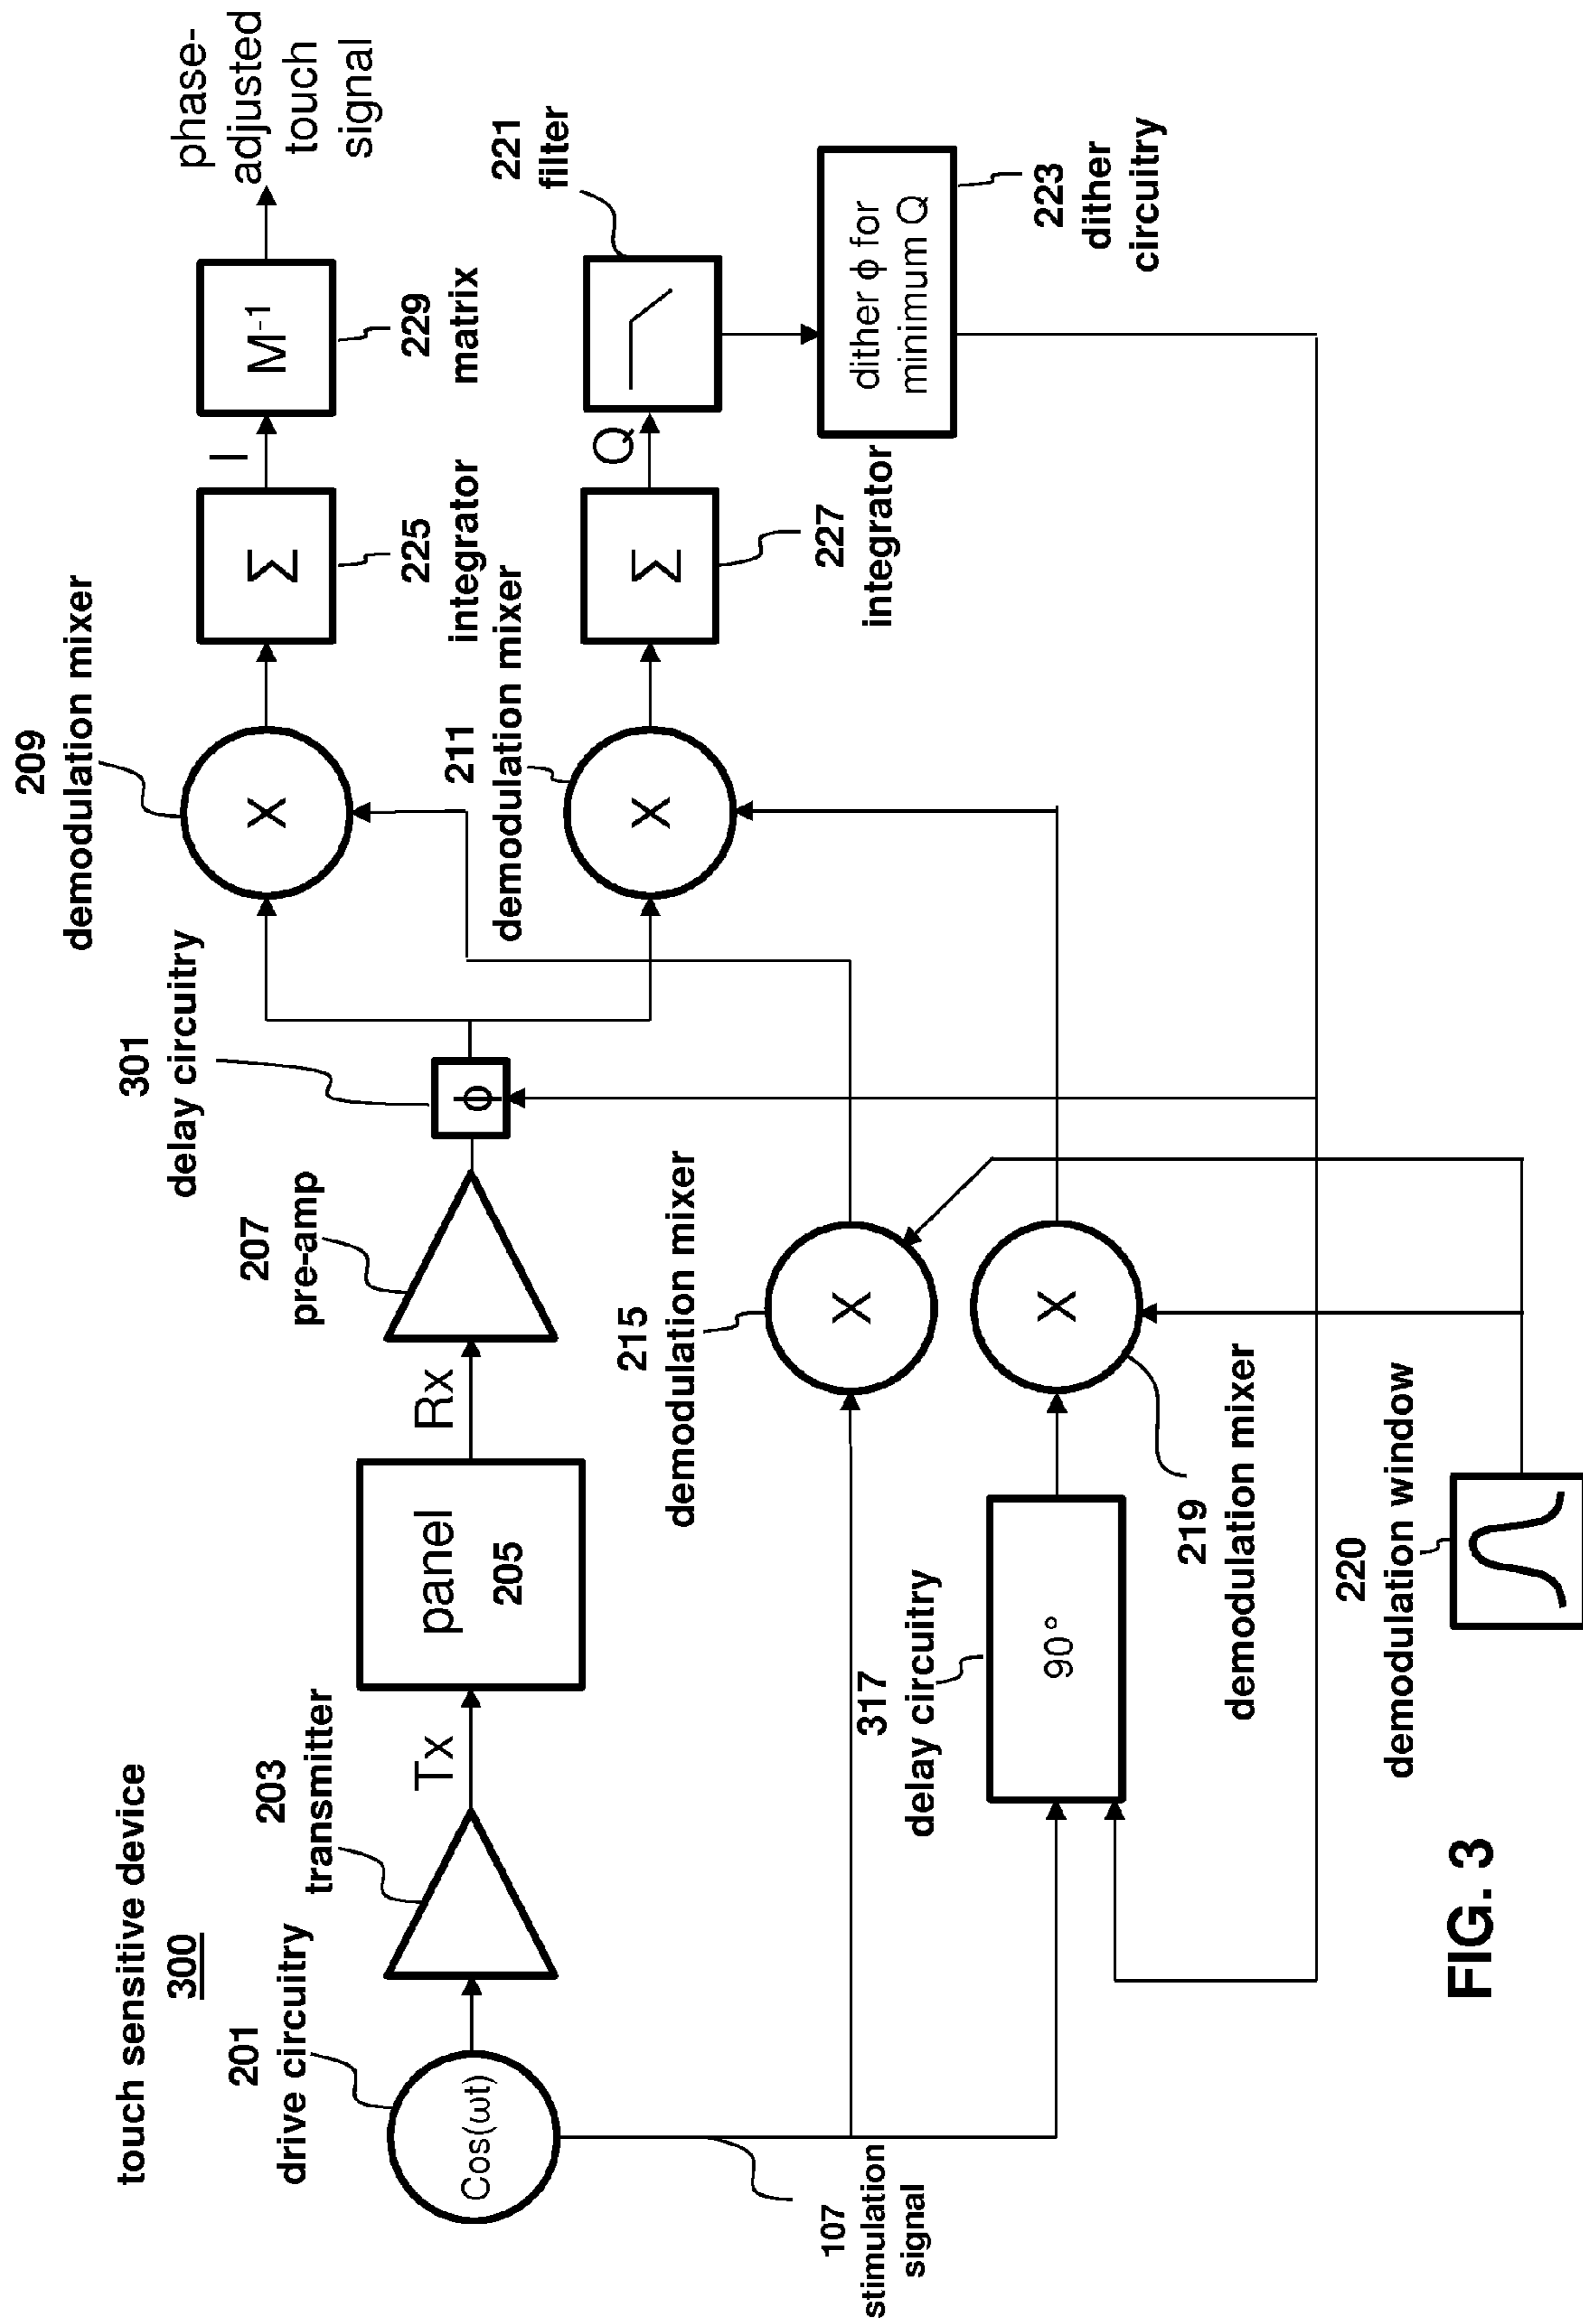 touch sensitive device
300
201
drive circuitry
Cos(ωt)
203
transmitter
Tx
panel
205
Rx
207
pre-amp
301
delay circuitry
ϕ
209
demodulation mixer
X
225
integrator
Σ
I
M⁻¹
229
matrix
phase-
adjusted
touch
signal
211
demodulation mixer
X
Σ
227
integrator
Q
221
filter
dither ϕ for
minimum Q
223
dither
circuitry
107
stimulation
signal
215
demodulation mixer
X
317
delay circuitry
90°
X
219
demodulation mixer
220
demodulation window
FIG. 3